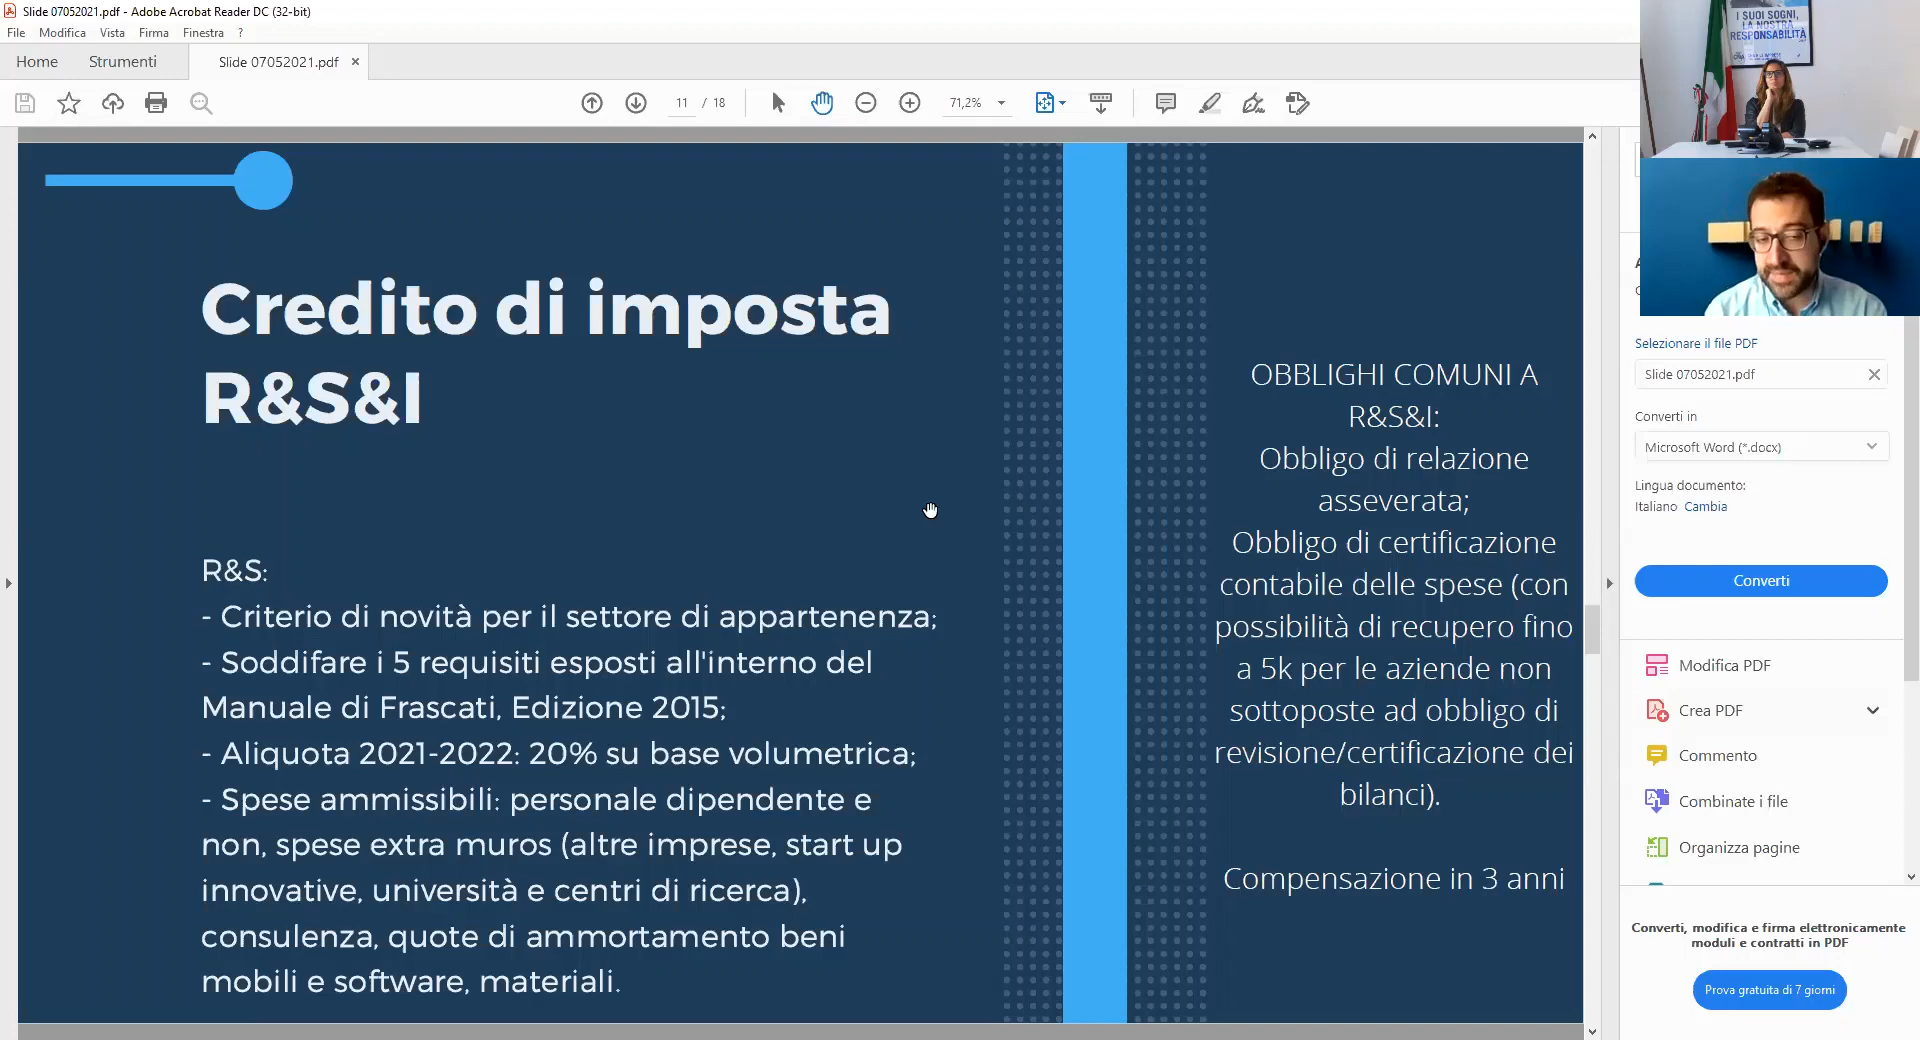 Slide 07052021.pdf - Adobe Acrobat Reader DC (32-bit)
File Modifica Vista Firma Finestra ?
Home Strumenti Slide 07052021.pdf ×
11 / 18 71,2%
Credito di imposta
R&S&I
R&S:
- Criterio di novità per il settore di appartenenza;
- Soddifare i 5 requisiti esposti all'interno del
Manuale di Frascati, Edizione 2015;
- Aliquota 2021-2022: 20% su base volumetrica;
- Spese ammissibili: personale dipendente e
non, spese extra muros (altre imprese, start up
innovative, università e centri di ricerca),
consulenza, quote di ammortamento beni
mobili e software, materiali.
OBBLIGHI COMUNI A
R&S&I:
Obbligo di relazione
asseverata;
Obbligo di certificazione
contabile delle spese (con
possibilità di recupero fino
a 5k per le aziende non
sottoposte ad obbligo di
revisione/certificazione dei
bilanci).
Compensazione in 3 anni
I SUOI SOGNI,
LA NOSTRA
RESPONSABILITÀ
Selezionare il file PDF
Slide 07052021.pdf
Converti in
Microsoft Word (*.docx)
Lingua documento:
Italiano Cambia
Converti
Modifica PDF
Crea PDF
Commento
Combinate i file
Organizza pagine
Converti, modifica e firma elettronicamente
moduli e contratti in PDF
Prova gratuita di 7 giorni